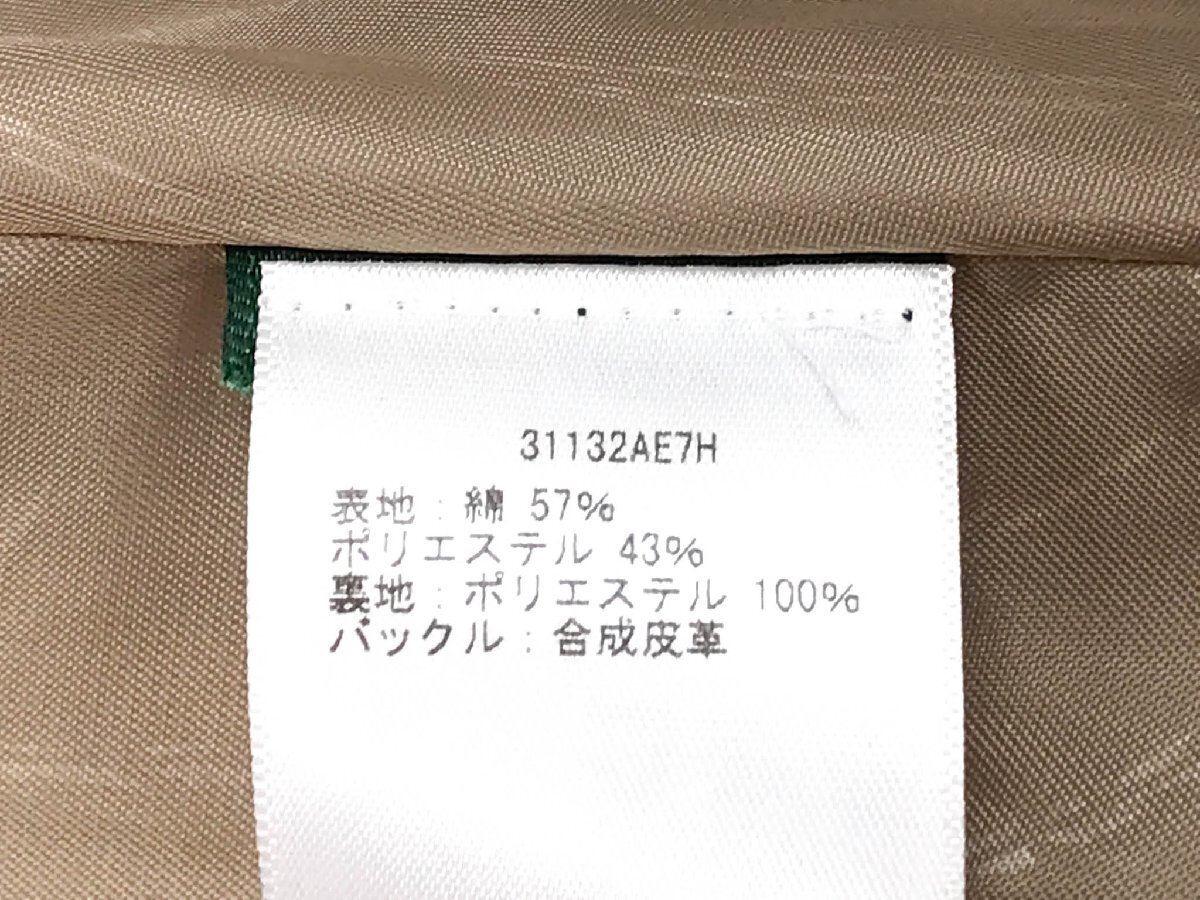 31132AE7H
表地:綿 57%
ポリエステル 43%
裏地:ポリエステル 100%
バックル:合成皮革